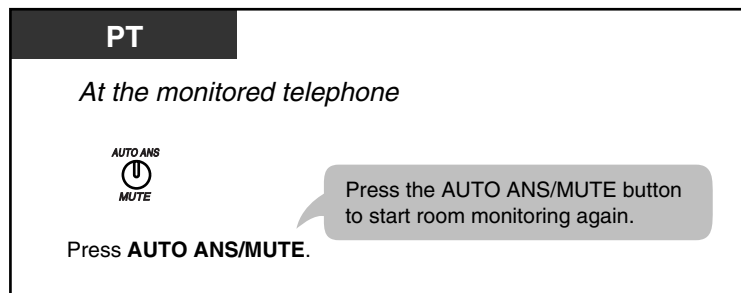 PT
At the monitored telephone
AUTO ANS
MUTE
Press the AUTO ANS/MUTE button
to start room monitoring again.
Press AUTO ANS/MUTE.